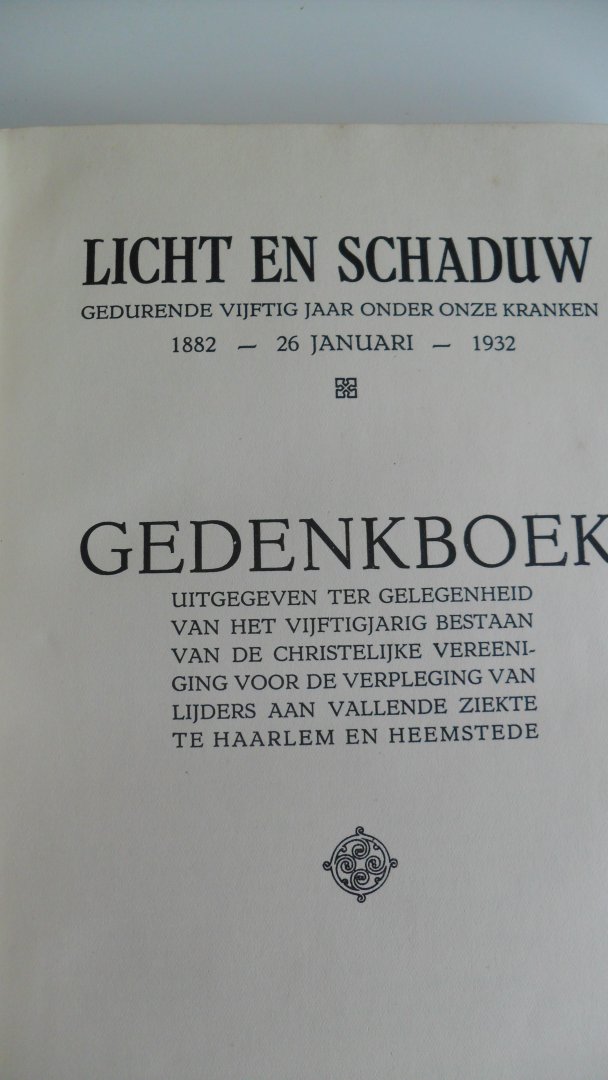 LICHT EN SCHADUW
GEDURENDE VIJFTIG JAAR ONDER ONZE KRANKEN
1882 — 26 JANUARI — 1932
GEDENKBOEK
UITGEGEVEN TER GELEGENHEID
VAN HET VIJFTIGJARIG BESTAAN
VAN DE CHRISTELIJKE VEREENI-
GING VOOR DE VERPLEGING VAN
LIJDERS AAN VALLENDE ZIEKTE
TE HAARLEM EN HEEMSTEDE